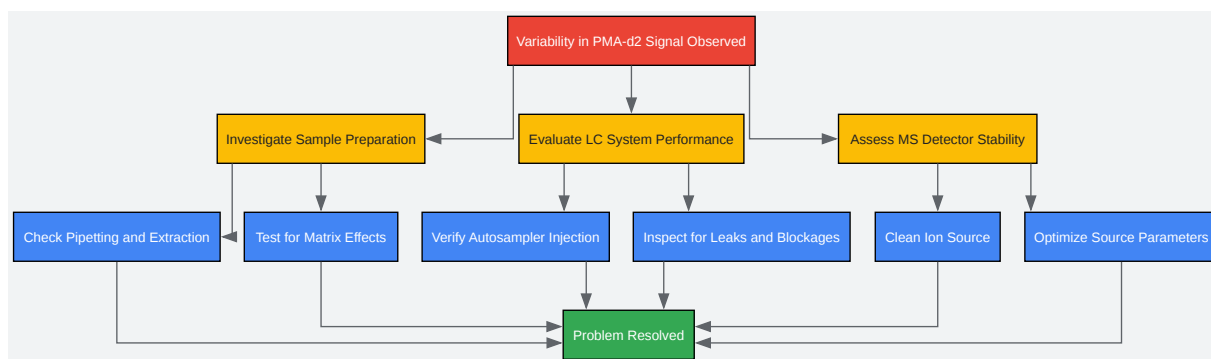 Variability in PMA-d2 Signal Observed
Investigate Sample Preparation
Evaluate LC System Performance
Assess MS Detector Stability
Check Pipetting and Extraction
Test for Matrix Effects
Verify Autosampler Injection
Inspect for Leaks and Blockages
Clean Ion Source
Optimize Source Parameters
Problem Resolved